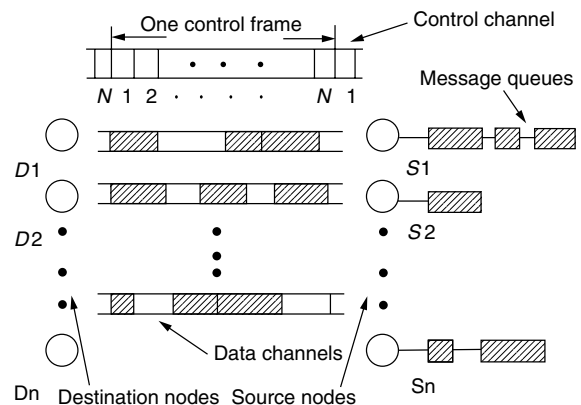 One control frame
Control channel
N 1 2 . . . . N 1
Message queues
D1
S1
D2
S2
Data channels
Dn
Destination nodes
Source nodes
Sn